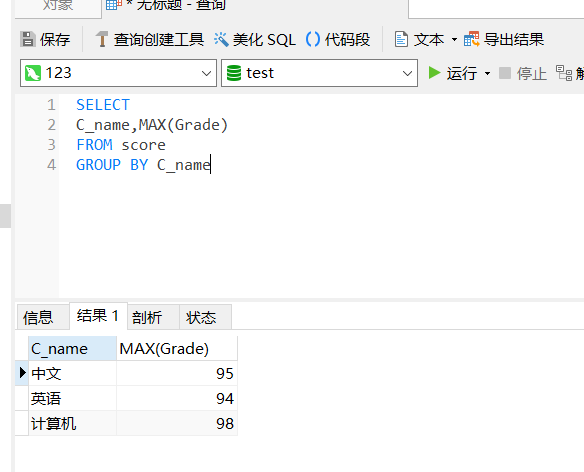 对象 * 无标题 - 查询
保存 查询创建工具 美化 SQL 代码段 文本 导出结果
123 test 运行 停止
1 SELECT
2 C_name,MAX(Grade)
3 FROM score
4 GROUP BY C_name
信息 结果 1 剖析 状态
C_name MAX(Grade)
中文 95
英语 94
计算机 98